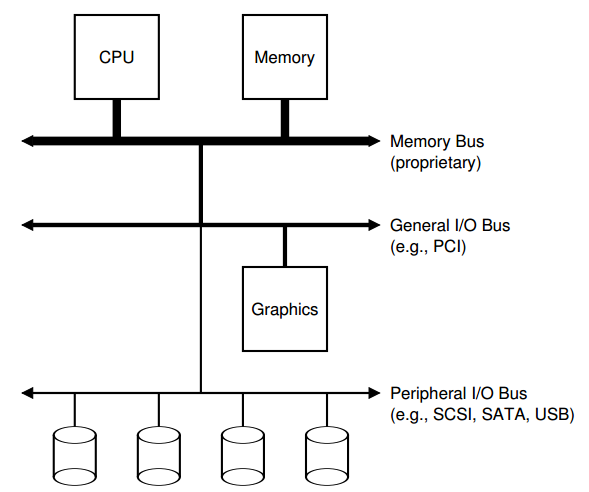 CPU
Memory
Memory Bus
(proprietary)
General I/O Bus
(e.g., PCI)
Graphics
Peripheral I/O Bus
(e.g., SCSI, SATA, USB)